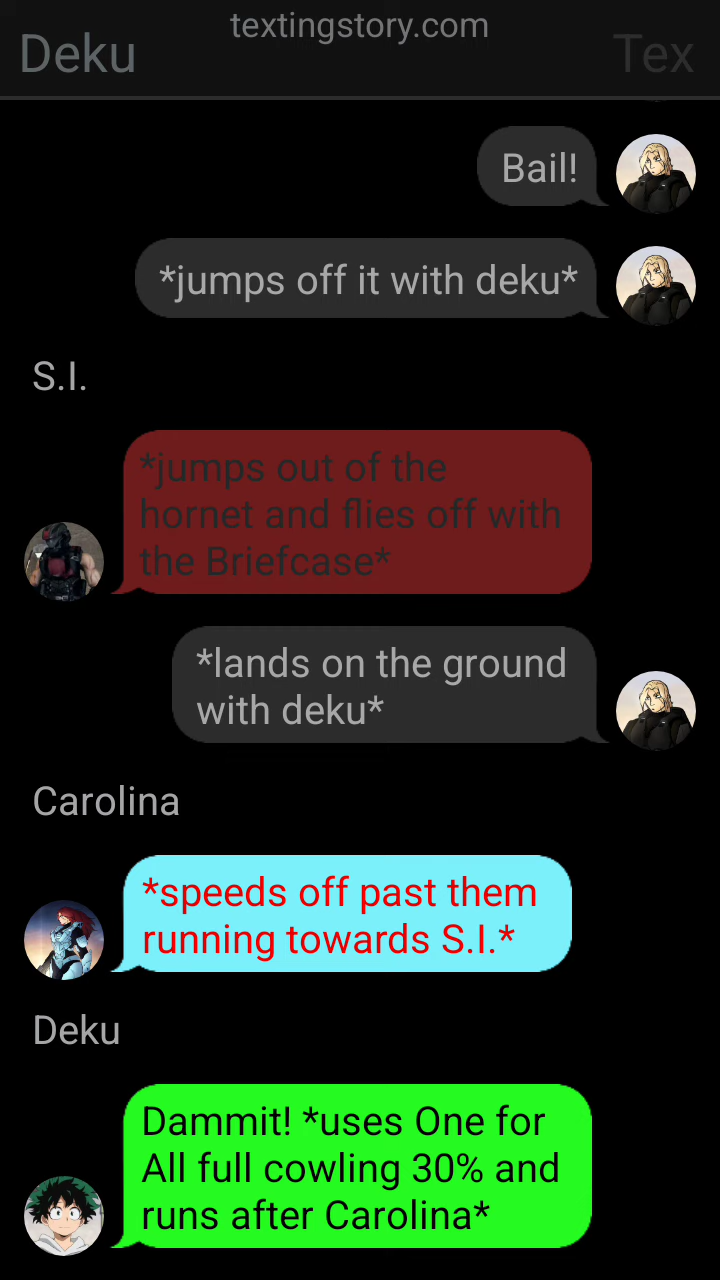 textingstory.com
Deku
Tex
Bail!
*jumps off it with deku*
S.I.
*jumps out of the
hornet and flies off with
the Briefcase*
*lands on the ground
with deku*
Carolina
*speeds off past them
running towards S.I.*
Deku
Dammit! *uses One for
All full cowling 30% and
runs after Carolina*